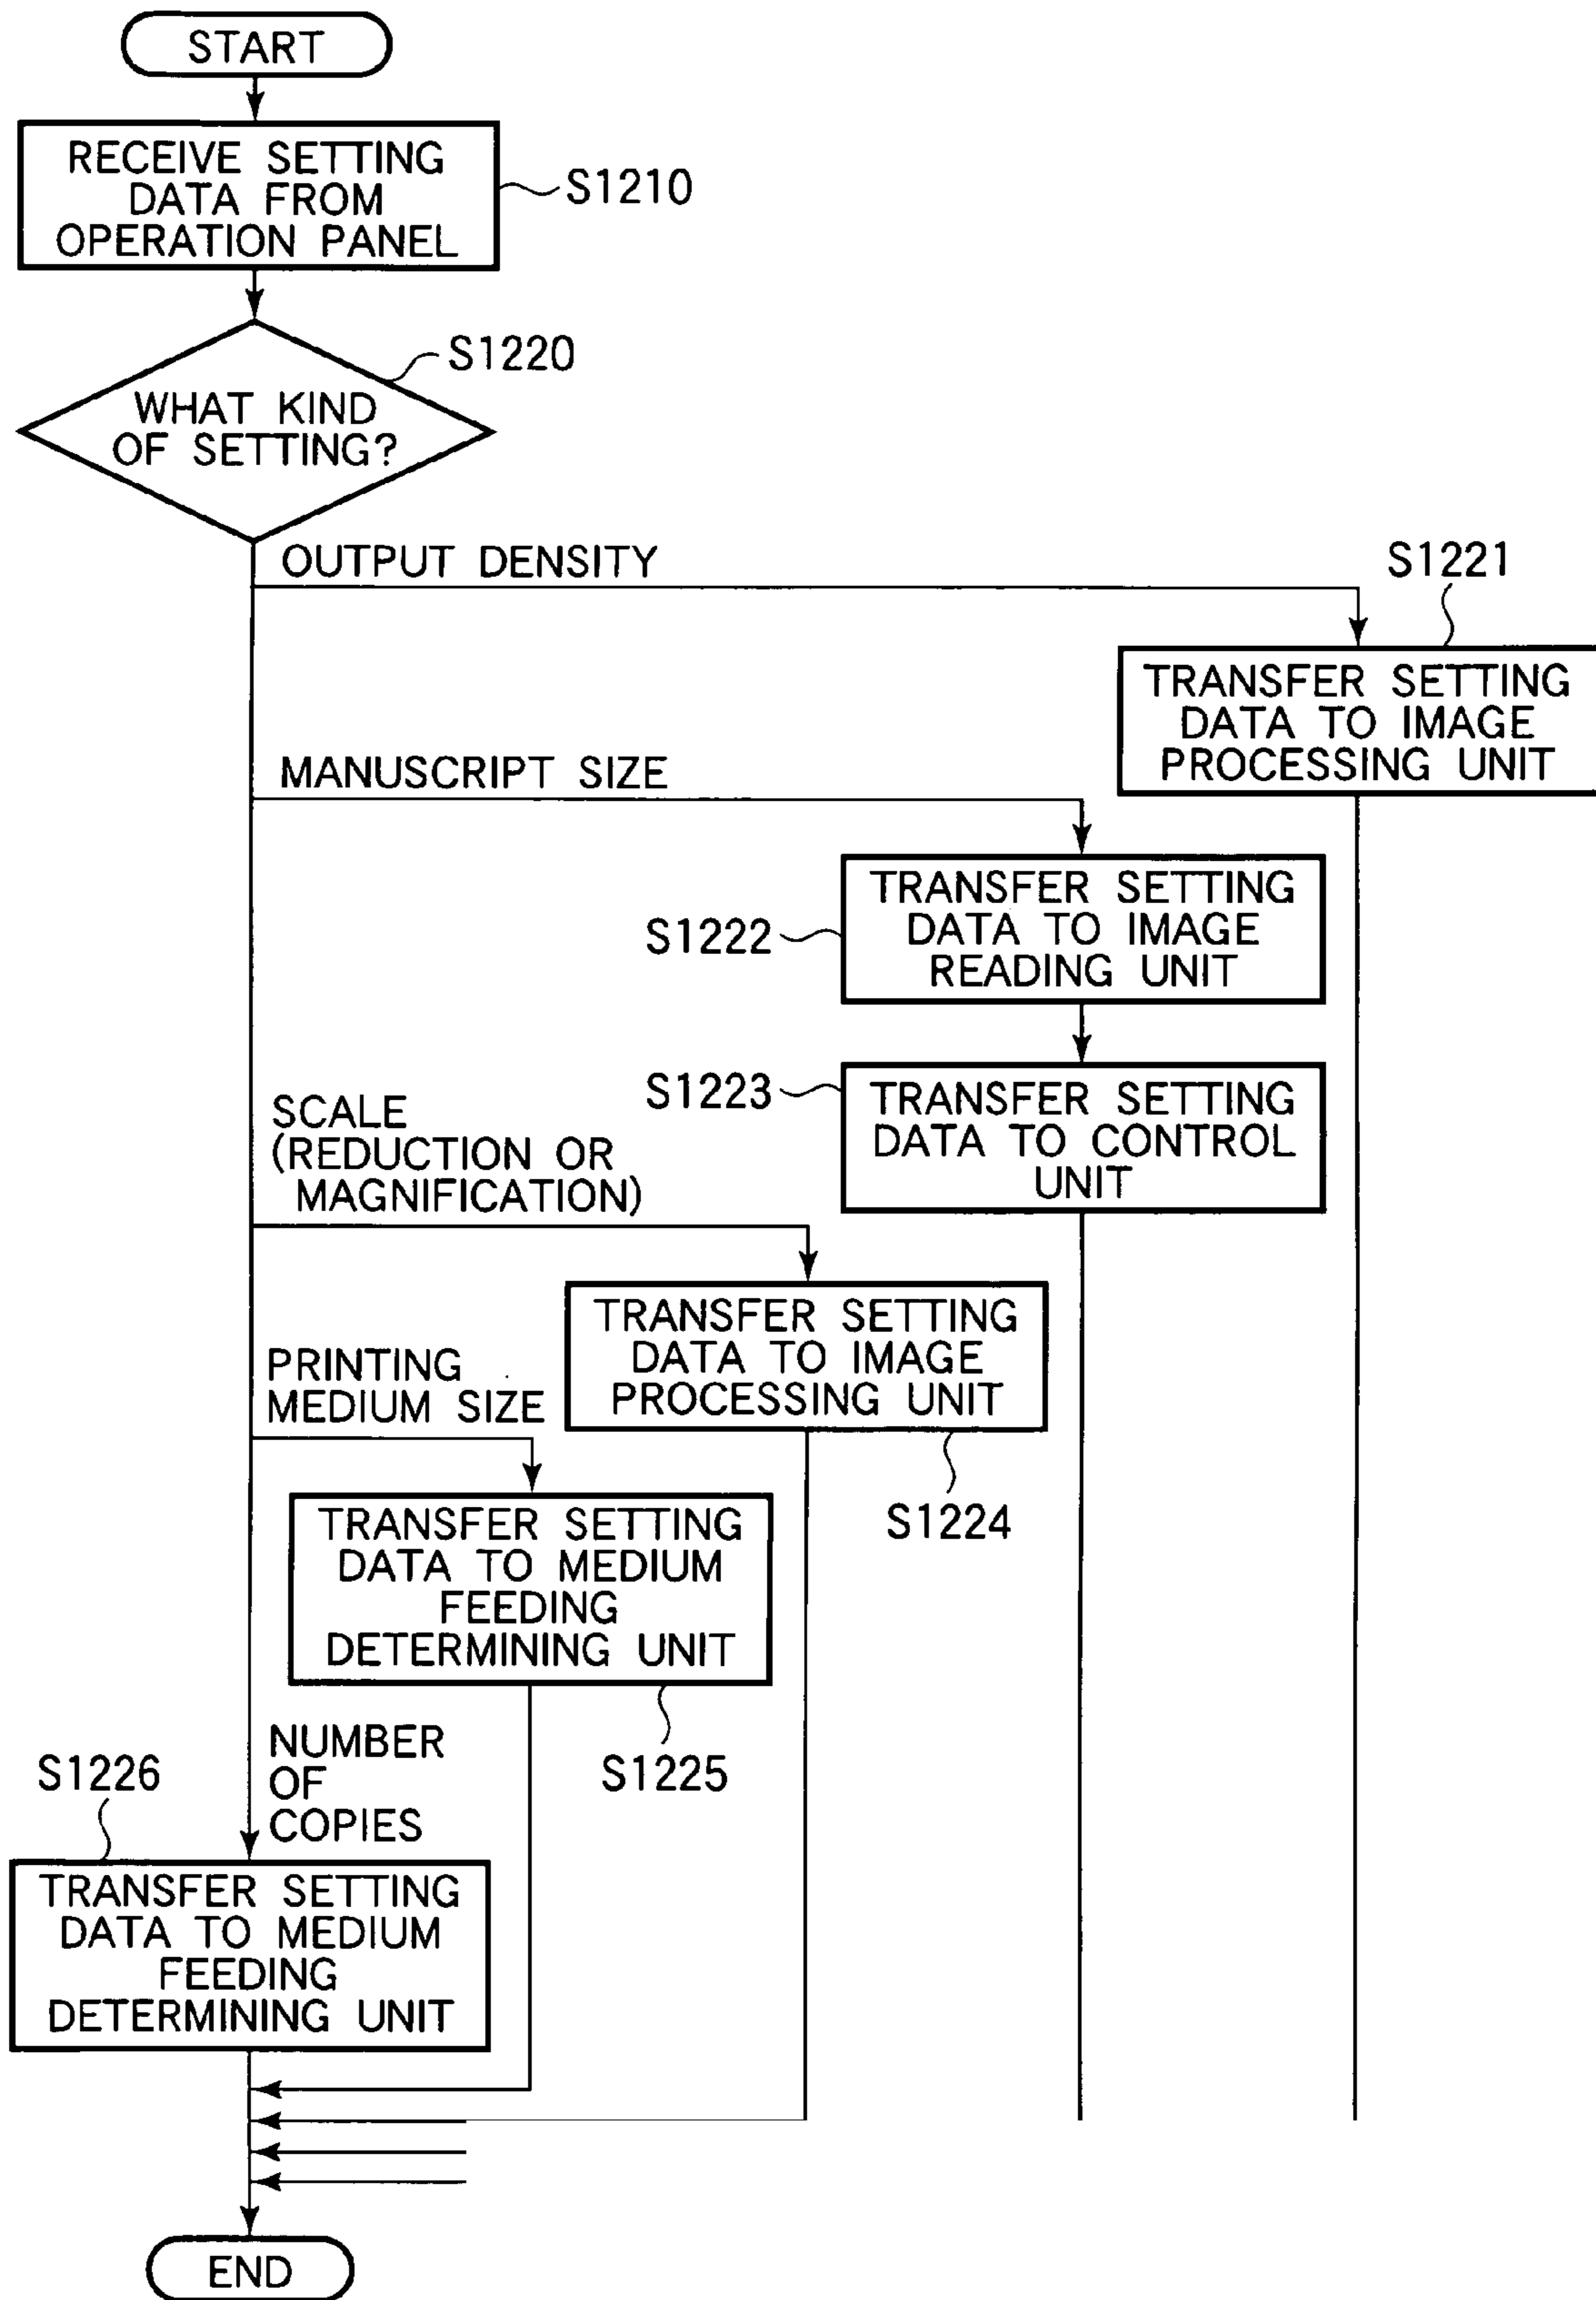 START
RECEIVE SETTING
DATA FROM
OPERATION PANEL
S1210
S1220
WHAT KIND
OF SETTING?
OUTPUT DENSITY
S1221
TRANSFER SETTING
DATA TO IMAGE
PROCESSING UNIT
MANUSCRIPT SIZE
TRANSFER SETTING
DATA TO IMAGE
READING UNIT
S1222
S1223
TRANSFER SETTING
DATA TO CONTROL
UNIT
SCALE
(REDUCTION OR
MAGNIFICATION)
TRANSFER SETTING
DATA TO IMAGE
PROCESSING UNIT
S1224
PRINTING
MEDIUM SIZE
TRANSFER SETTING
DATA TO MEDIUM
FEEDING
DETERMINING UNIT
S1225
NUMBER
OF
COPIES
S1226
TRANSFER SETTING
DATA TO MEDIUM
FEEDING
DETERMINING UNIT
END